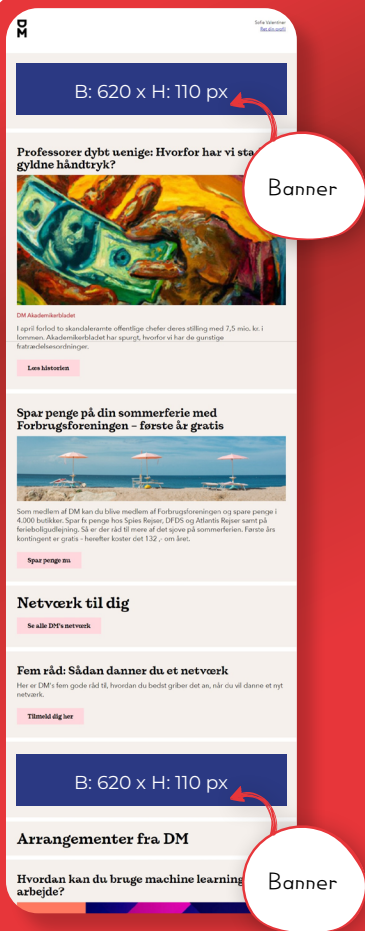 DM
Sofie Valentiner
Ret din profil
B: 620 x H: 110 px
Banner
Professorer dybt uenige: Hvorfor har vi
gyldne håndtryk?
DM Akademikerbladet
I april forlod to skandaleramte offentlige chefer deres stilling med 7,5 mio. kr. i
lommen. Akademikerbladet har spurgt, hvorfor vi har de gunstige
fratrædelsesordninger.
Læs historien
Spar penge på din sommerferie med
Forbrugsforeningen – første år gratis
Som medlem af DM kan du blive medlem af Forbrugsforeningen og spare penge i
4.000 butikker. Spar fx penge hos Spies Rejser, DFDS og Atlantis Rejser samt på
ferieboligudlejning. Så er der råd til mere af det sjove på sommerferien. Første års
kontingent er gratis - herefter koster det 132 ,- om året.
Spar penge nu
Netværk til dig
Se alle DM's netværk
Fem råd: Sådan danner du et netværk
Her er DM's fem gode råd til, hvordan du bedst griber det an, når du vil danne et nyt
netværk.
Tilmeld dig her
B: 620 x H: 110 px
Banner
Arrangementer fra DM
Hvordan kan du bruge machine learning
arbejde?